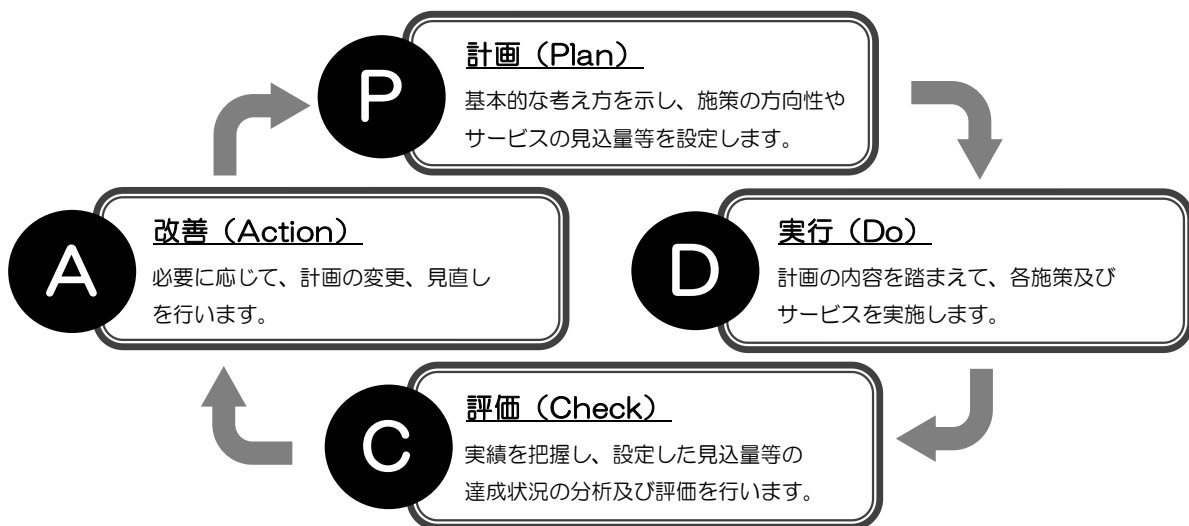 P
計画（Plan）
基本的な考え方を示し、施策の方向性や
サービスの見込量等を設定します。
A
改善（Action）
必要に応じて、計画の変更、見直し
を行います。
D
実行（Do）
計画の内容を踏まえて、各施策及び
サービスを実施します。
C
評価（Check）
実績を把握し、設定した見込量等の
達成状況の分析及び評価を行います。